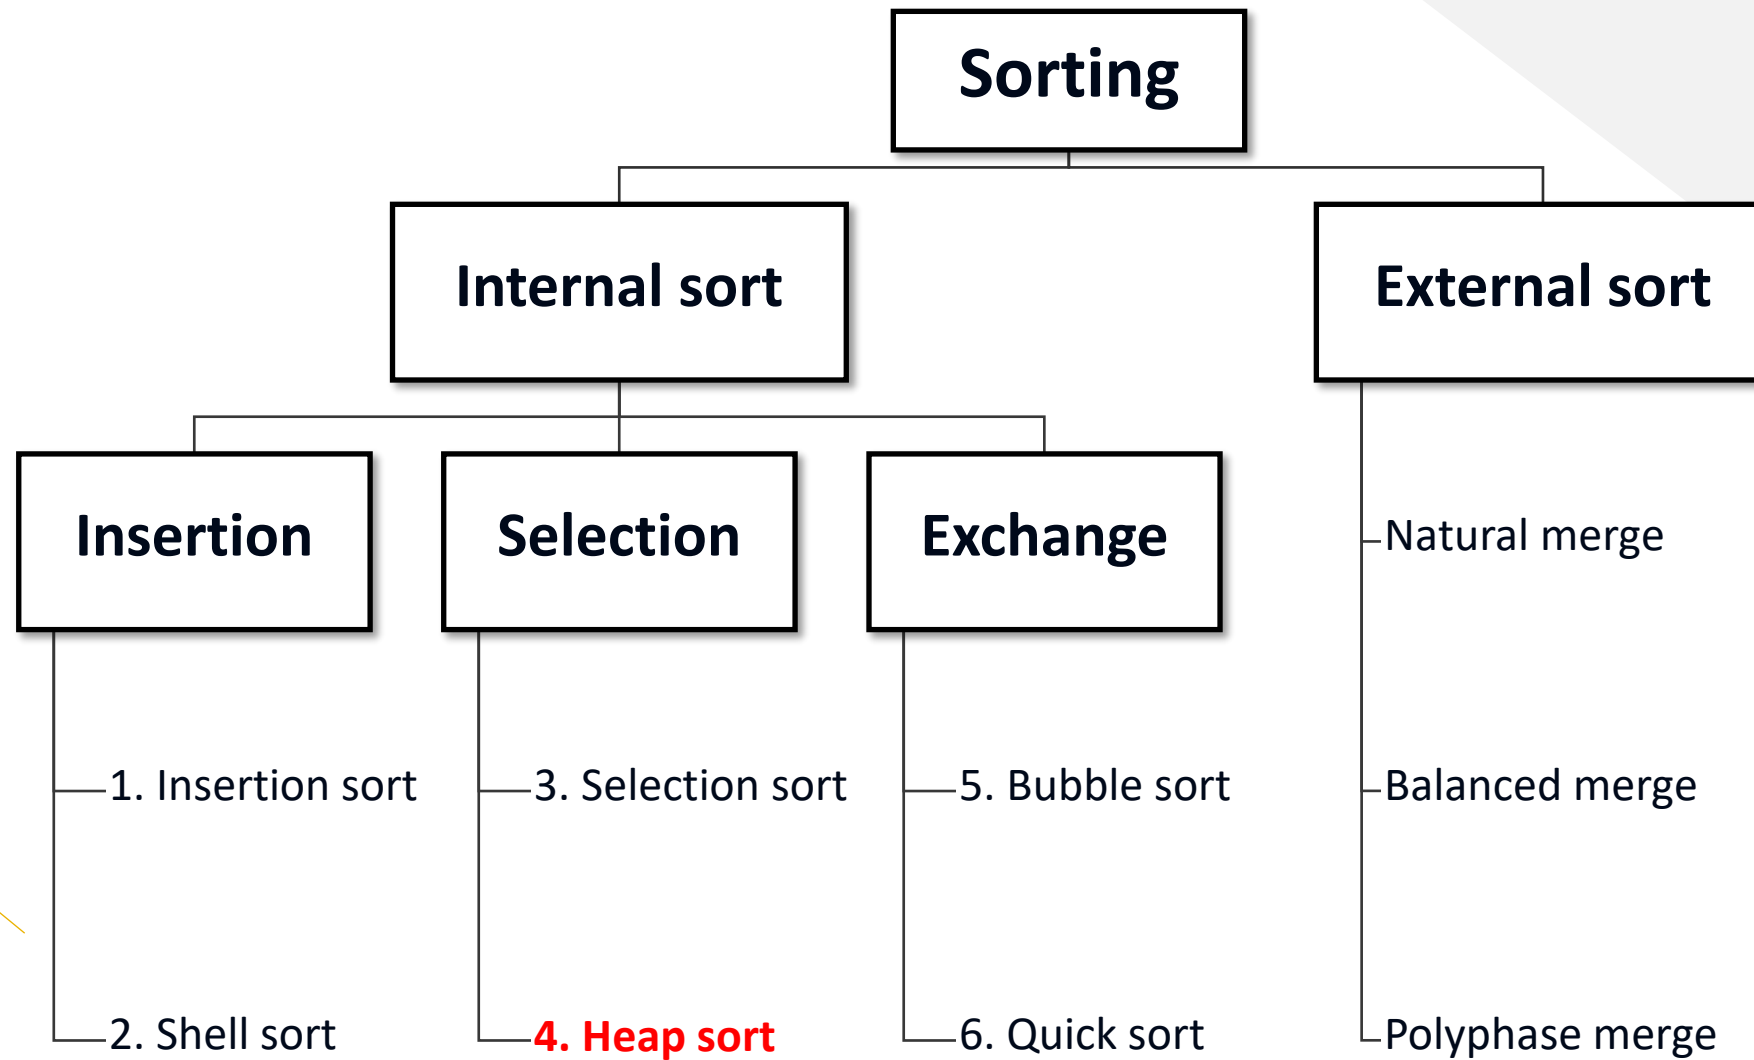 Sorting
Internal sort
External sort
Insertion
Selection
Exchange
Natural merge
1. Insertion sort
3. Selection sort
5. Bubble sort
Balanced merge
2. Shell sort
4. Heap sort
6. Quick sort
Polyphase merge